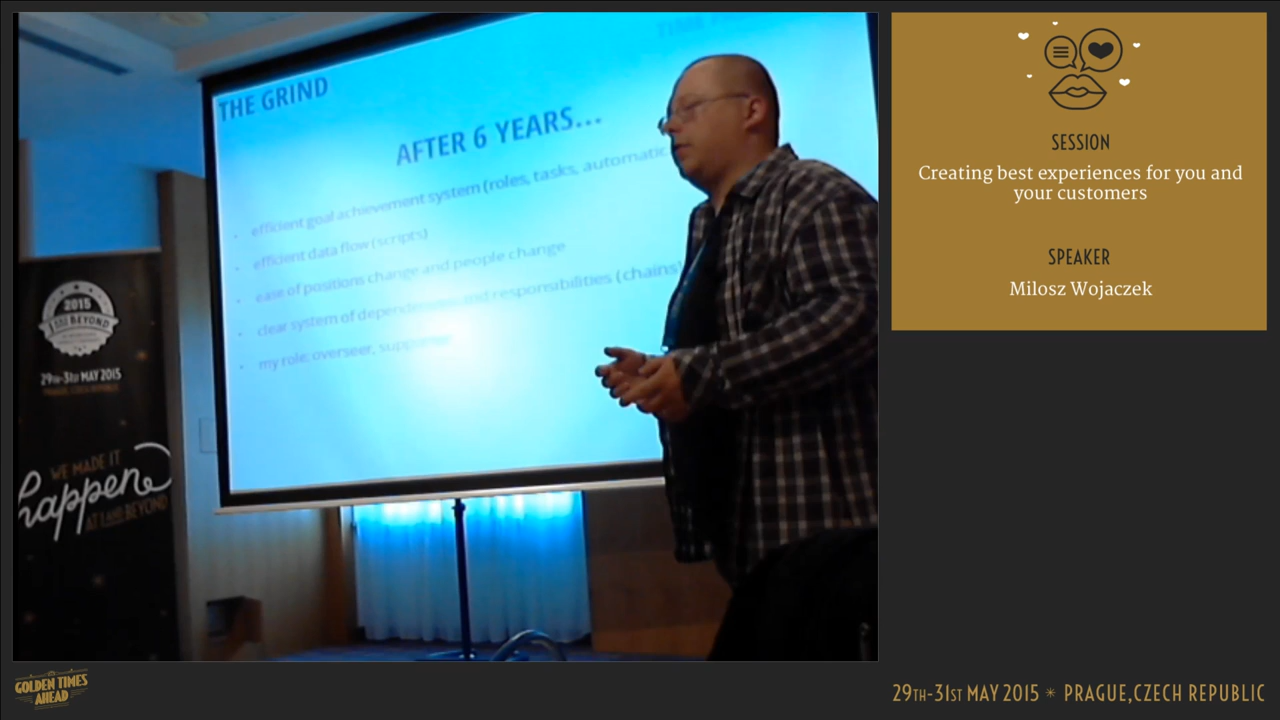 THE GRIND
AFTER 6 YEARS...
efficient goal achievement system (roles, tasks, automatic
efficient data flow (scripts)
ease of positions change and people change
clear system of dependencies and responsabilities (chains)
my role, overseer, supporter
2015
BEYOND
29TH-31ST MAY 2015
WE MADE IT
happen
AT J AND BEYOND
SESSION
Creating best experiences for you and
your customers
SPEAKER
Milosz Wojaczek
GOLDEN TIMES
AHEAD
29TH-31ST MAY 2015 * PRAGUE,CZECH REPUBLIC